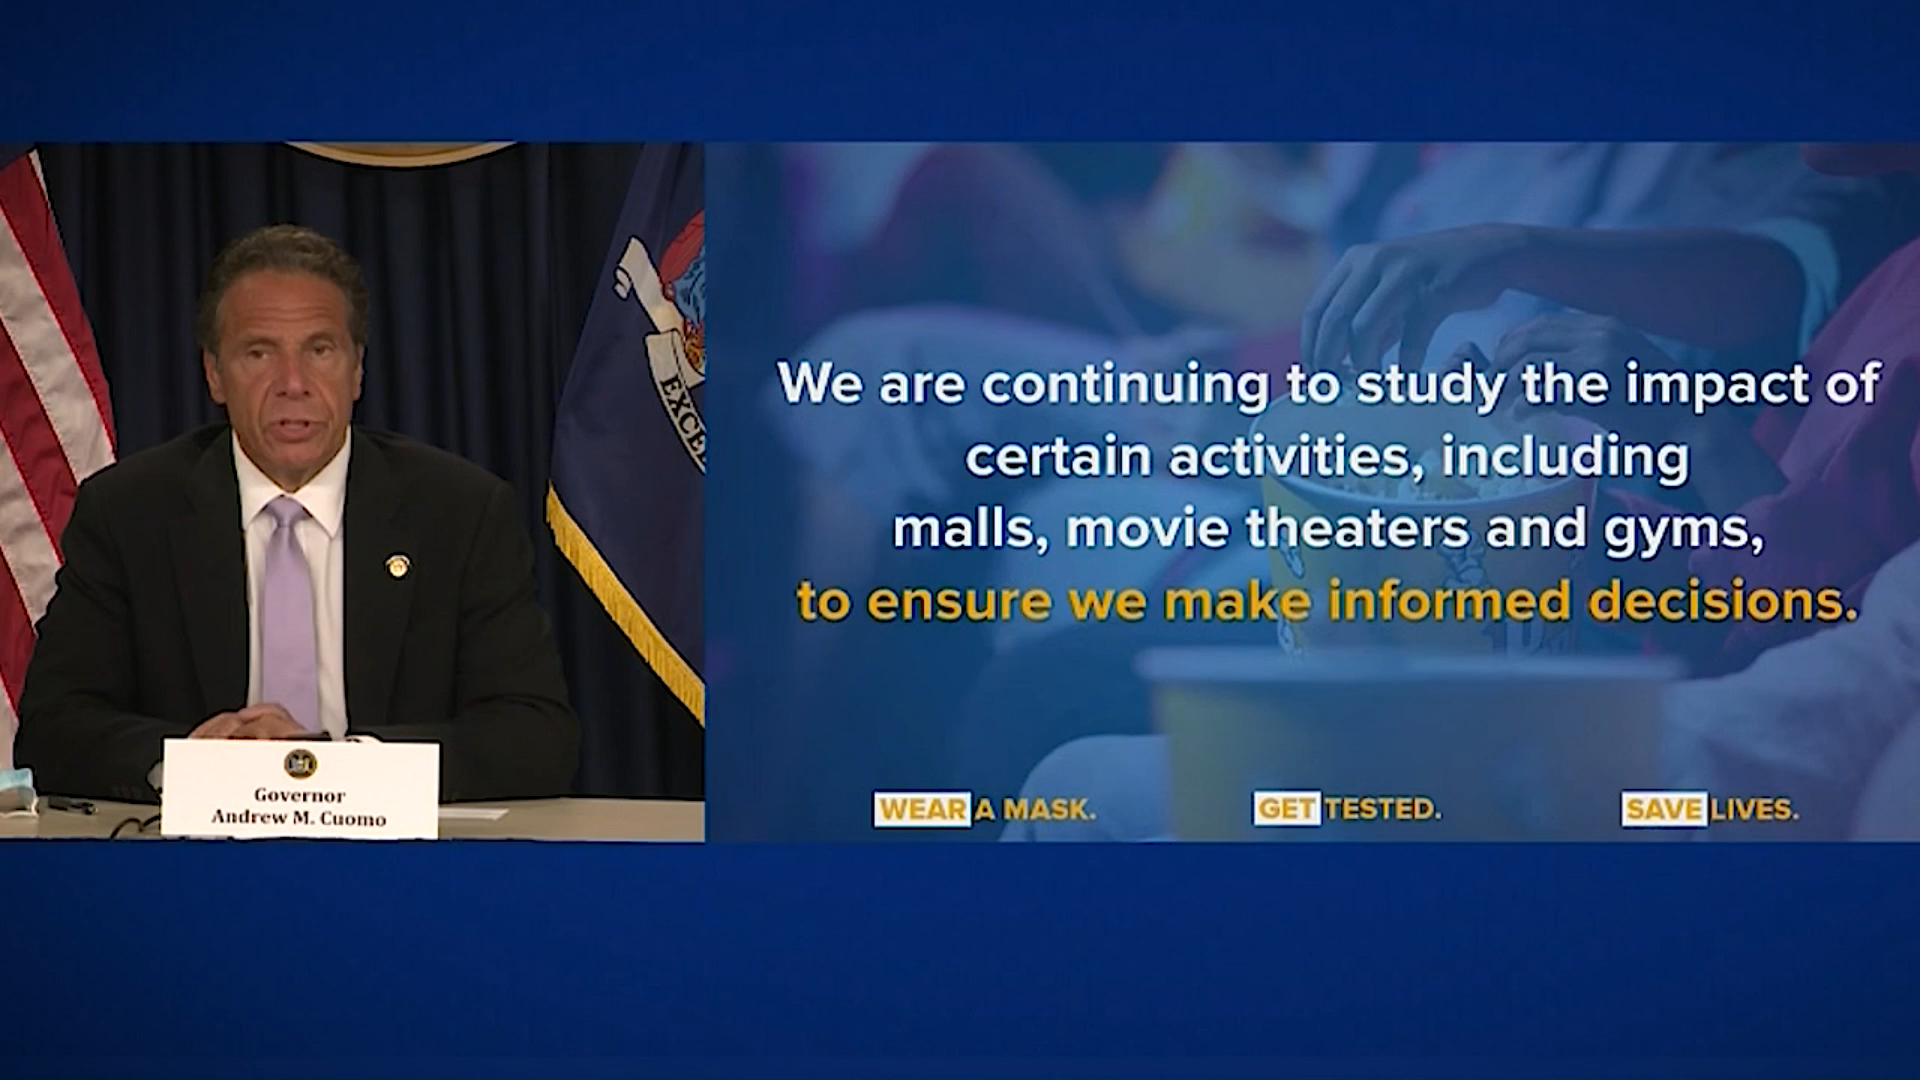 EXCE
Governor
Andrew M. Cuomo
We are continuing to study the impact of
certain activities, including
malls, movie theaters and gyms,
to ensure we make informed decisions.
WEAR A MASK. GET TESTED. SAVE LIVES.